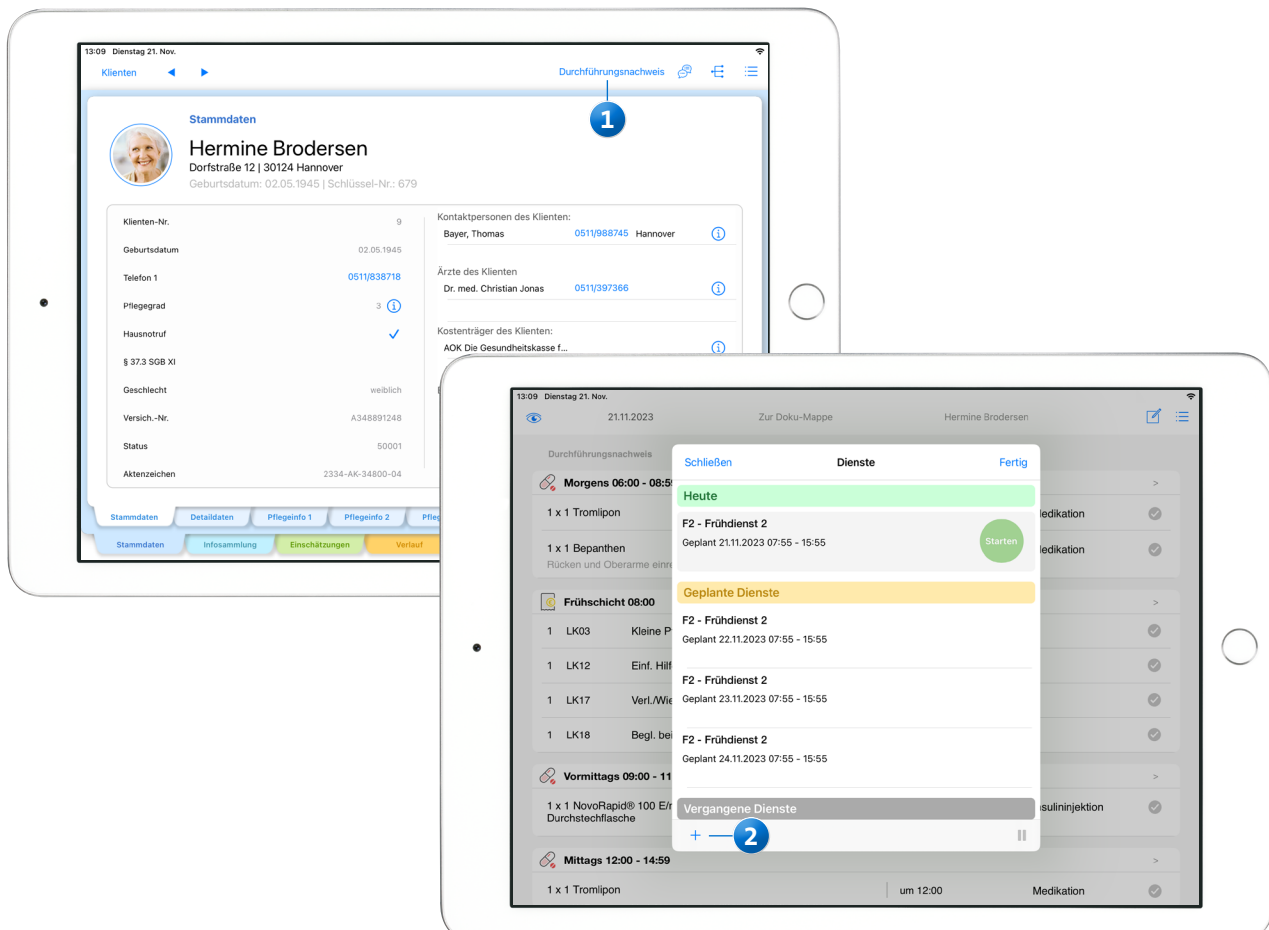 13:09 Dienstag 21. Nov.
Klienten
Durchführungsnachweis
1
Stammdaten
Hermine Brodersen
Dorfstraße 12 | 30124 Hannover
Geburtsdatum: 02.05.1945 | Schlüssel-Nr.: 679
Klienten-Nr. 9
Geburtsdatum 02.05.1945
Telefon 1 0511/838718
Pflegegrad 3
Hausnotruf
§ 37.3 SGB XI
Geschlecht weiblich
Versich.-Nr. A348891248
Status 50001
Aktenzeichen 2334-AK-34800-04
Kontaktpersonen des Klienten:
Bayer, Thomas 0511/988745 Hannover
Ärzte des Klienten
Dr. med. Christian Jonas 0511/397366
Kostenträger des Klienten:
AOK Die Gesundheitskasse f...
Stammdaten Detaildaten Pflegeinfo 1 Pflegeinfo 2 Pfleg
Stammdaten Infosammlung Einschätzungen Verlauf
13:09 Dienstag 21. Nov.
21.11.2023 Zur Doku-Mappe Hermine Brodersen
Durchführungsnachweis
Morgens 06:00 - 08:59 >
1 x 1 Tromlipon edikation
1 x 1 Bepanthen edikation
Rücken und Oberarme einre
Frühschicht 08:00 >
1 LK03 Kleine P
1 LK12 Einf. Hilf
1 LK17 Verl./Wie
1 LK18 Begl. bei
Vormittags 09:00 - 11 >
1 x 1 NovoRapid® 100 E/m sulininjektion
Durchstechflasche
Mittags 12:00 - 14:59 >
1 x 1 Tromlipon um 12:00 Medikation
Schließen Dienste Fertig
Heute
F2 - Frühdienst 2
Geplant 21.11.2023 07:55 - 15:55
Starten
Geplante Dienste
F2 - Frühdienst 2
Geplant 22.11.2023 07:55 - 15:55
F2 - Frühdienst 2
Geplant 23.11.2023 07:55 - 15:55
F2 - Frühdienst 2
Geplant 24.11.2023 07:55 - 15:55
Vergangene Dienste
+ 2